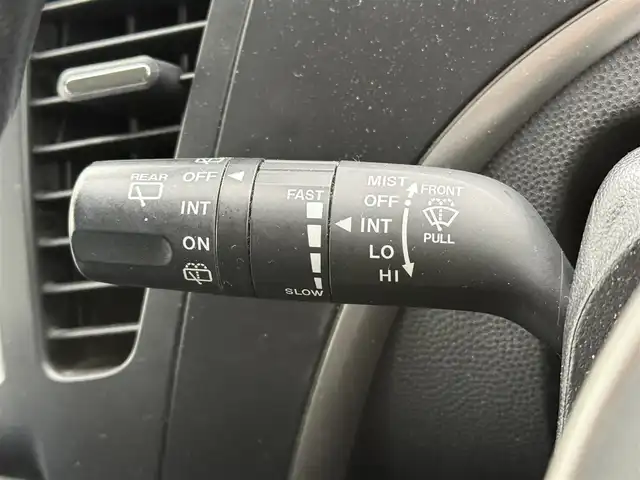 REAR
OFF
INT
ON
FAST
SLOW
MIST
OFF
INT
LO
HI
FRONT
PULL